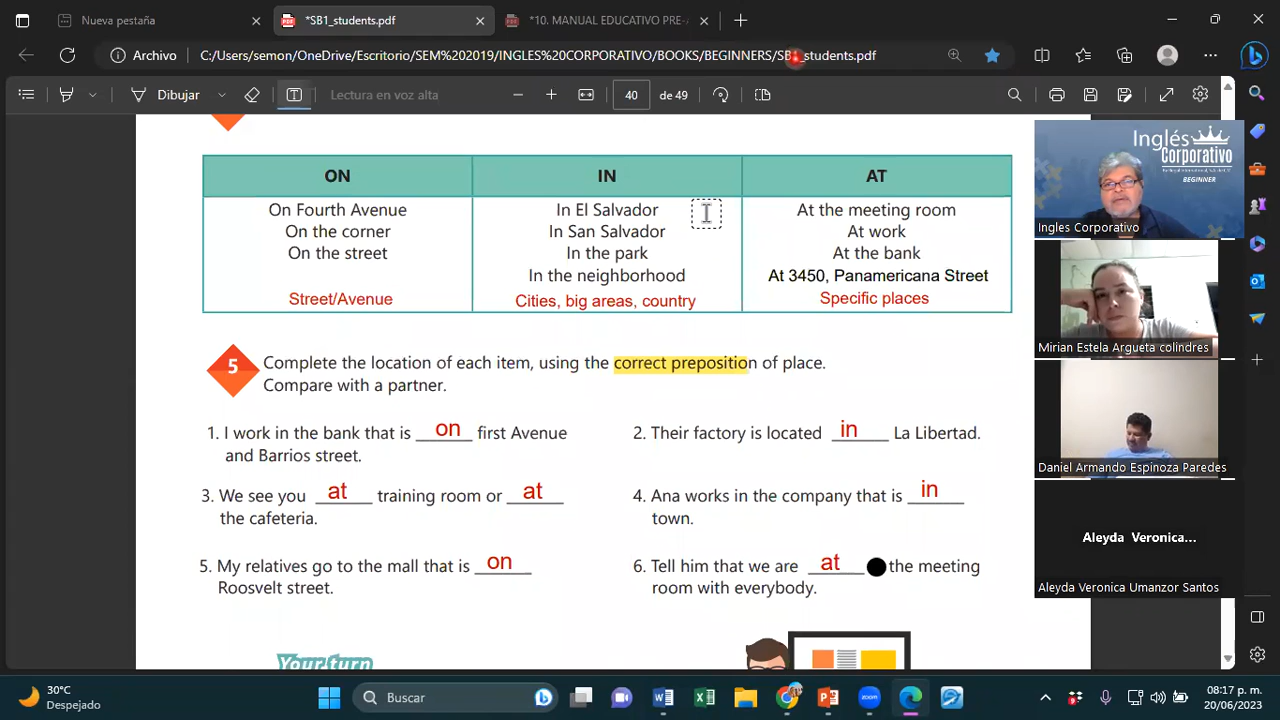 Nueva pestaña
*SB1_students.pdf
*10. MANUAL EDUCATIVO PRE-A
Archivo
C:/Users/semon/OneDrive/Escritorio/SEM%202019/INGLES%20CORPORATIVO/BOOKS/BEGINNERS/SB1_students.pdf
Dibujar
Lectura en voz alta
40
de 49
ON IN AT
On Fourth Avenue In El Salvador At the meeting room
On the corner In San Salvador At work
On the street In the park At the bank
In the neighborhood At 3450, Panamericana Street
Street/Avenue Cities, big areas, country Specific places
5 Complete the location of each item, using the correct preposition of place.
Compare with a partner.
1. I work in the bank that is on first Avenue
and Barrios street.
2. Their factory is located in La Libertad.
3. We see you at training room or at
the cafeteria.
4. Ana works in the company that is in
town.
5. My relatives go to the mall that is on
Roosvelt street.
6. Tell him that we are at the meeting
room with everybody.
Your turn
Inglés
Corporativo
BEGINNER
Ingles Corporativo
Mirian Estela Argueta colindres
Daniel Armando Espinoza Paredes
Aleyda Veronica...
Aleyda Veronica Umanzor Santos
30°C
Despejado
Buscar
08:17 p. m.
20/06/2023